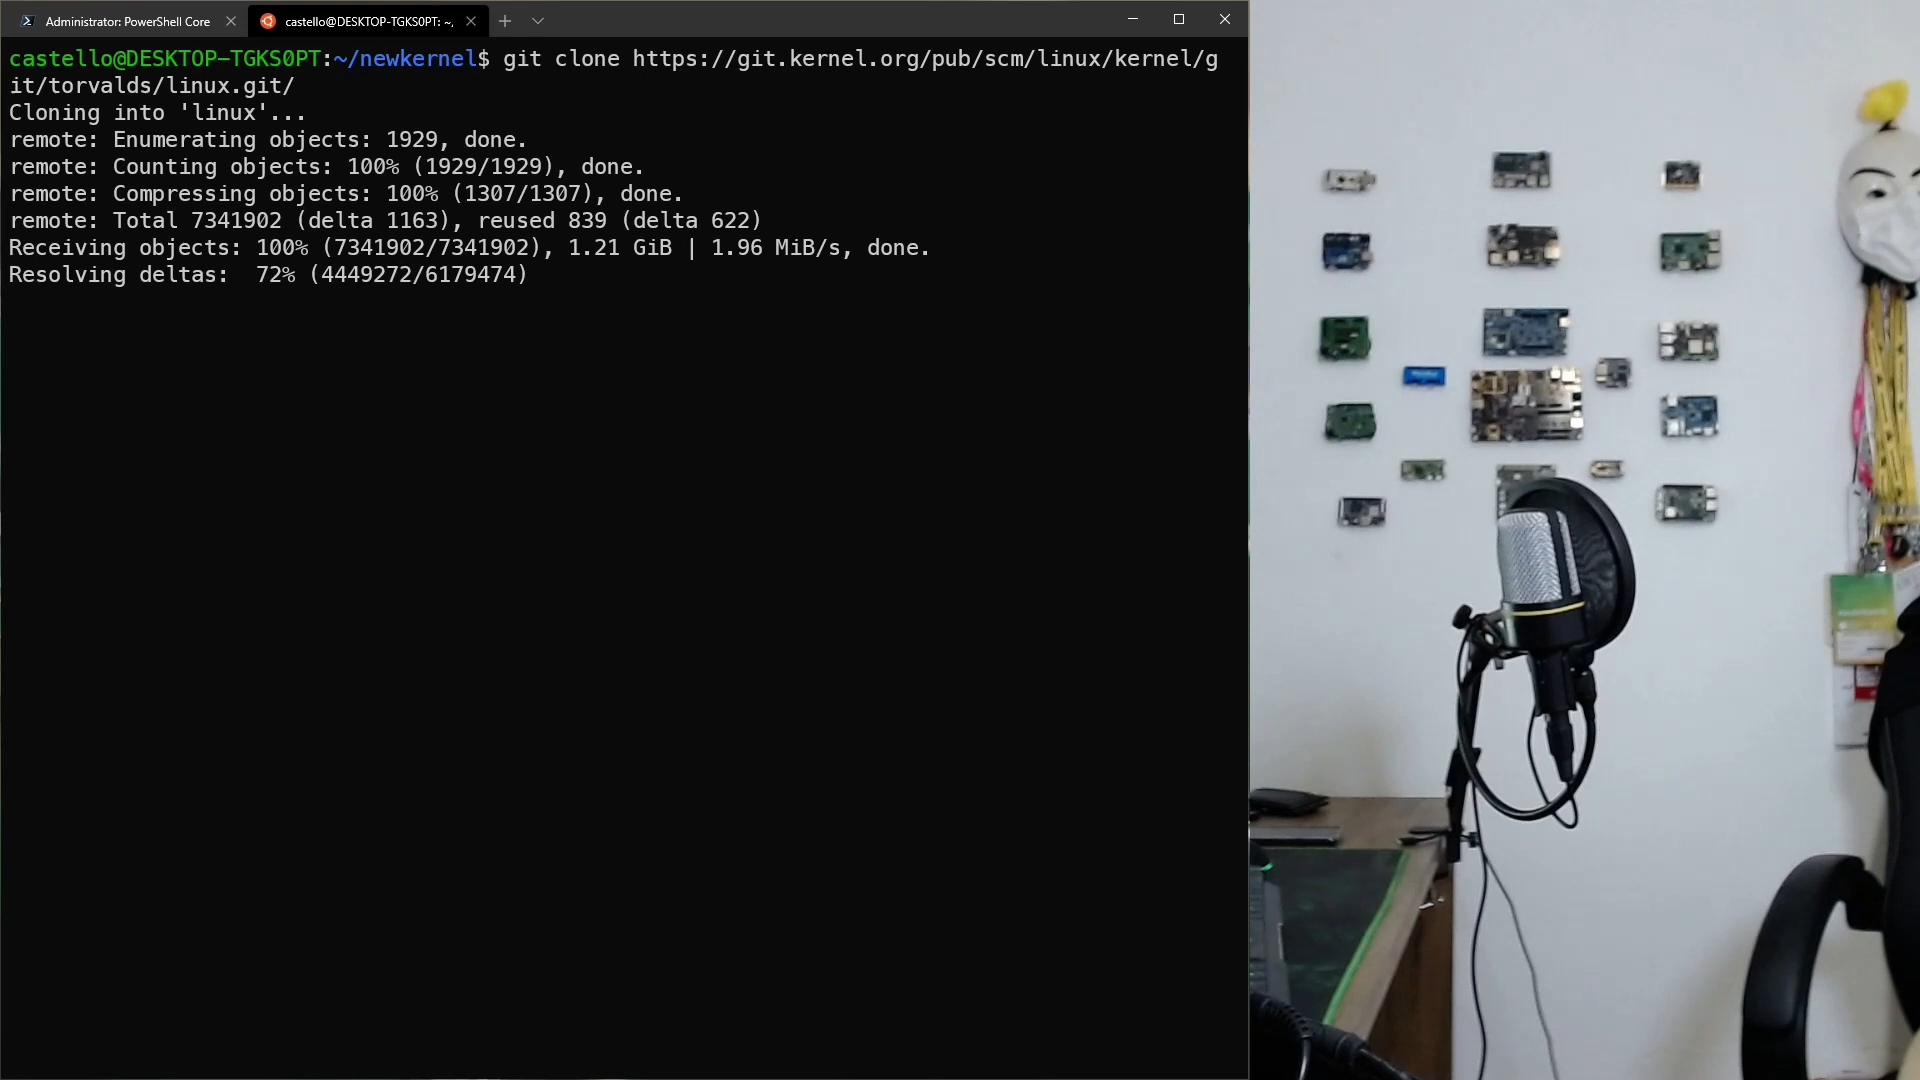 Administrator: PowerShell Core
castello@DESKTOP-TGKS0PT: ~,
castello@DESKTOP-TGKS0PT:~/newkernel$ git clone https://git.kernel.org/pub/scm/linux/kernel/g
it/torvalds/linux.git/
Cloning into 'linux'...
remote: Enumerating objects: 1929, done.
remote: Counting objects: 100% (1929/1929), done.
remote: Compressing objects: 100% (1307/1307), done.
remote: Total 7341902 (delta 1163), reused 839 (delta 622)
Receiving objects: 100% (7341902/7341902), 1.21 GiB | 1.96 MiB/s, done.
Resolving deltas:  72% (4449272/6179474)